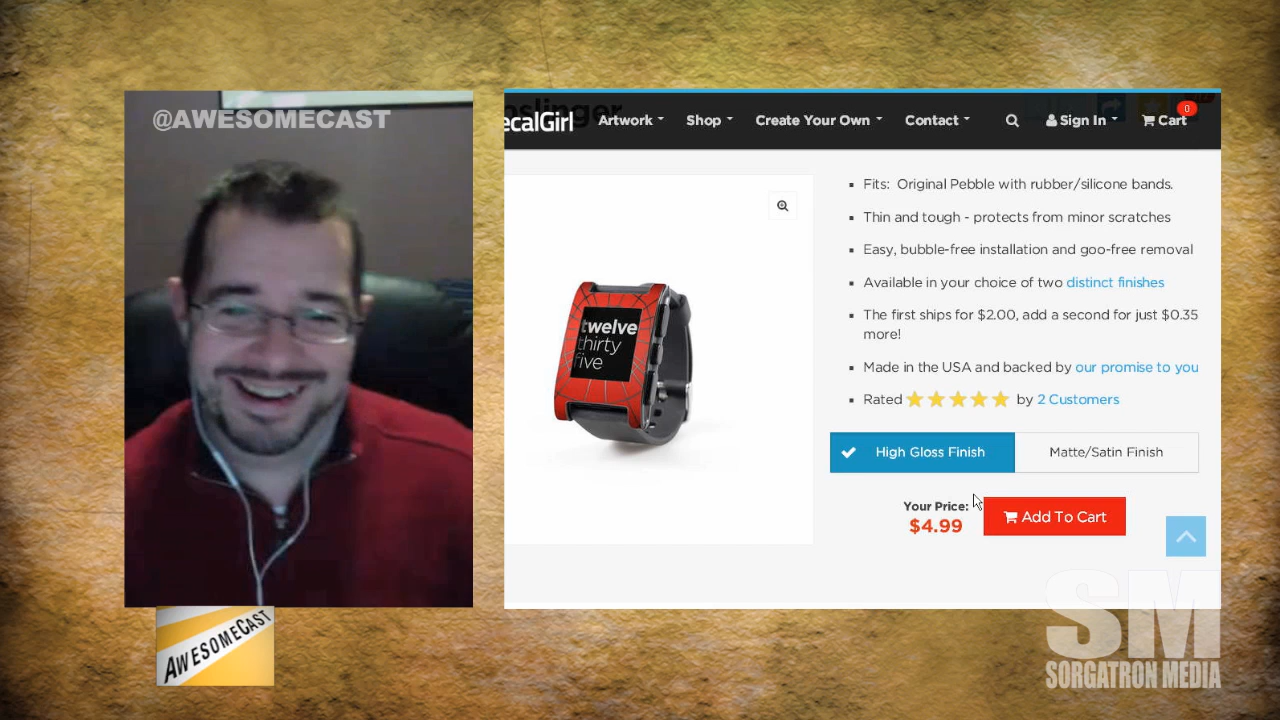 @AWESOMECAST
slinger
ecalGirl Artwork Shop Create Your Own Contact Sign In Cart 0
Fits: Original Pebble with rubber/silicone bands.
Thin and tough - protects from minor scratches
Easy, bubble-free installation and goo-free removal
Available in your choice of two distinct finishes
The first ships for $2.00, add a second for just $0.35
more!
Made in the USA and backed by our promise to you
Rated by 2 Customers
twelve
thirty
five
High Gloss Finish Matte/Satin Finish
Your Price:
$4.99
Add To Cart
AWESOMECAST
SM
SORGATRON MEDIA